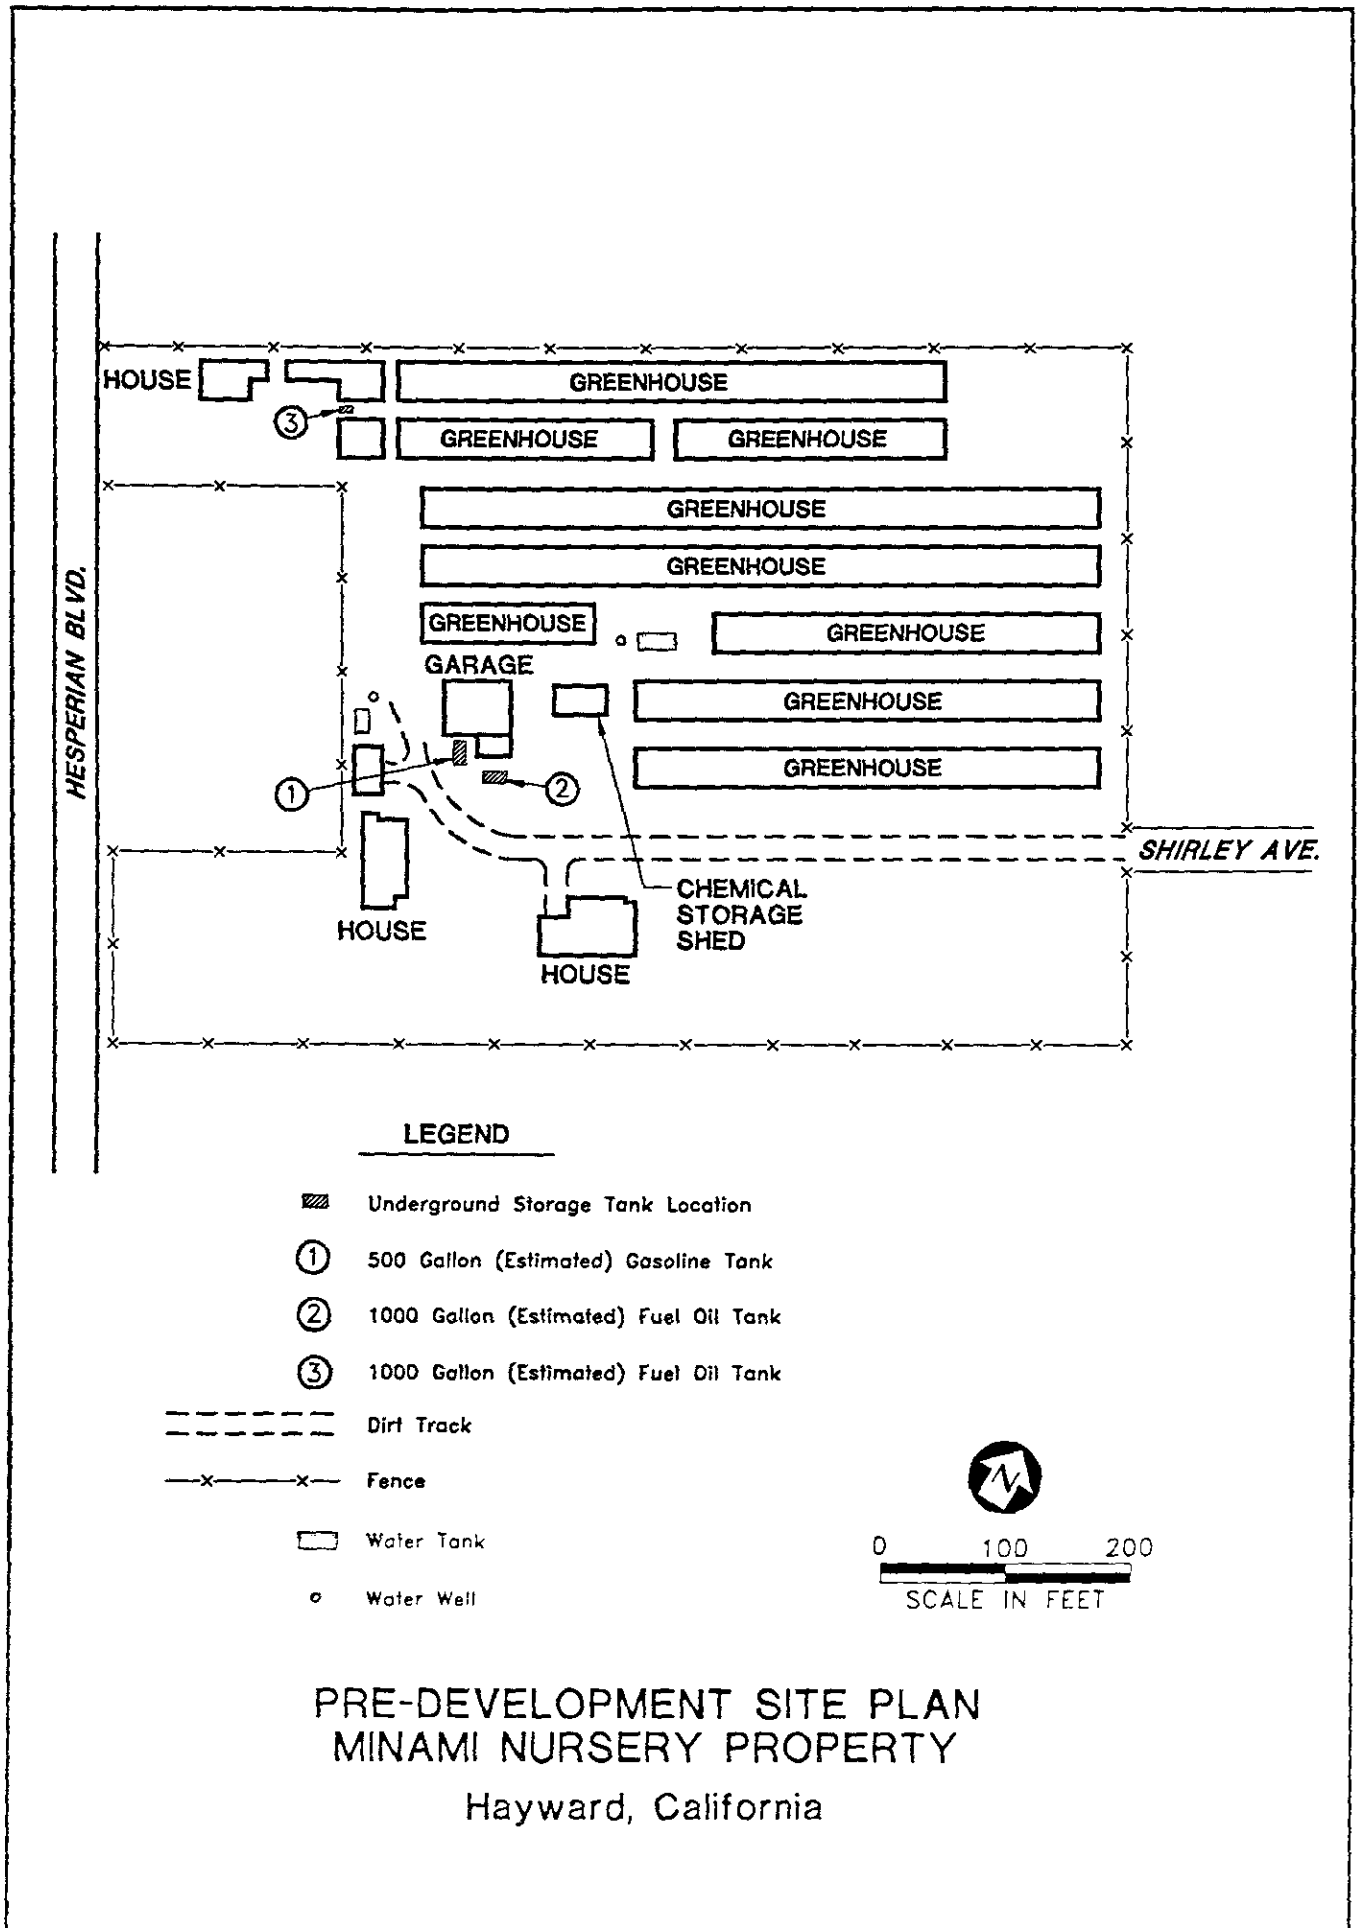 HOUSE
GREENHOUSE
3
GREENHOUSE
GREENHOUSE
GREENHOUSE
GREENHOUSE
GREENHOUSE
GREENHOUSE
GARAGE
GREENHOUSE
GREENHOUSE
1
2
HESPERIAN BLVD.
SHIRLEY AVE.
CHEMICAL
STORAGE
SHED
HOUSE
HOUSE
LEGEND
Underground Storage Tank Location
1 500 Gallon (Estimated) Gasoline Tank
2 1000 Gallon (Estimated) Fuel Oil Tank
3 1000 Gallon (Estimated) Fuel Oil Tank
Dirt Track
Fence
Water Tank
Water Well
N
0 100 200
SCALE IN FEET
PRE-DEVELOPMENT SITE PLAN
MINAMI NURSERY PROPERTY
Hayward, California